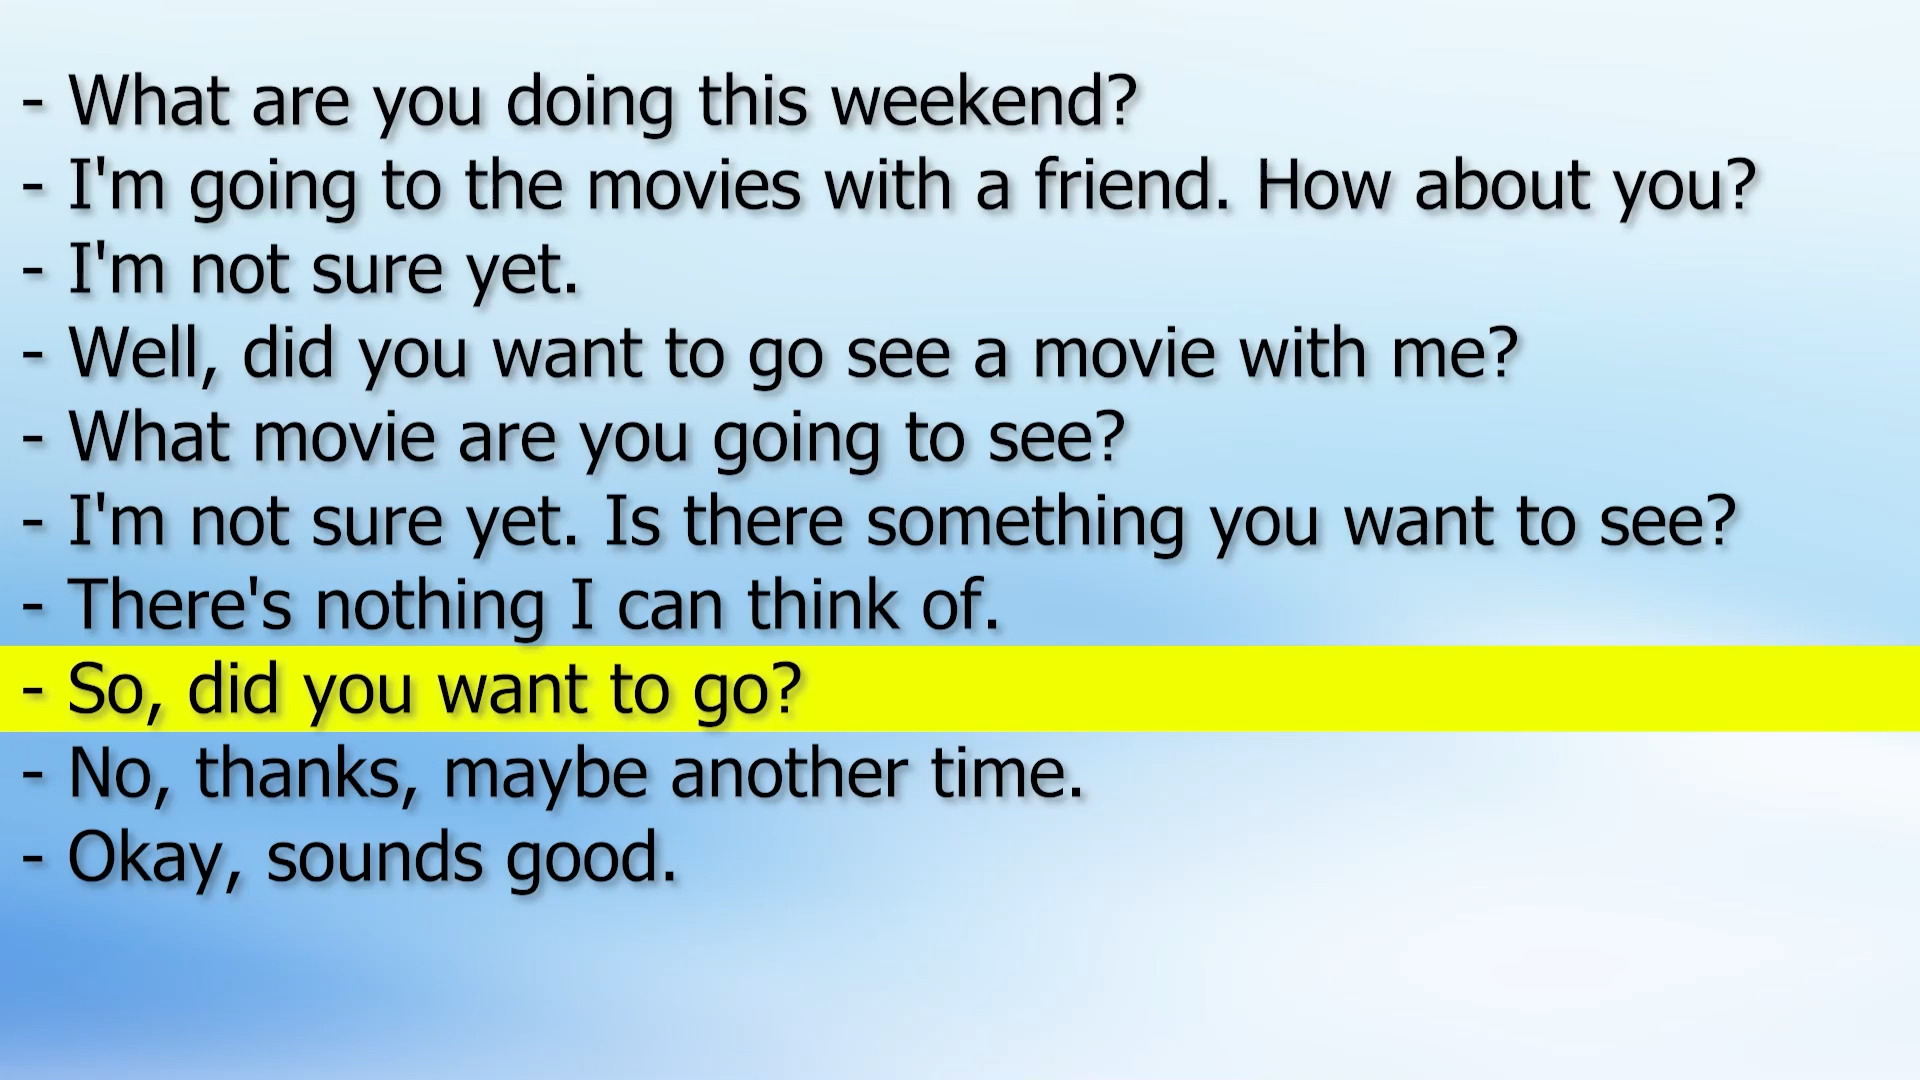 - What are you doing this weekend?
- I'm going to the movies with a friend. How about you?
- I'm not sure yet.
- Well, did you want to go see a movie with me?
- What movie are you going to see?
- I'm not sure yet. Is there something you want to see?
- There's nothing I can think of.
- So, did you want to go?
- No, thanks, maybe another time.
- Okay, sounds good.